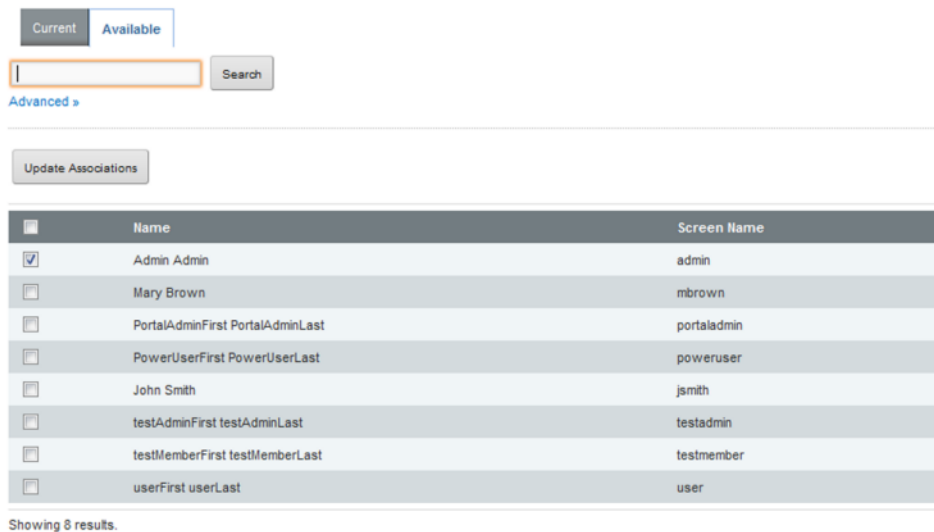 Current Available
Search
Advanced »
Update Associations
Name Screen Name
Admin Admin admin
Mary Brown mbrown
PortalAdminFirst PortalAdminLast portaladmin
PowerUserFirst PowerUserLast poweruser
John Smith jsmith
testAdminFirst testAdminLast testadmin
testMemberFirst testMemberLast testmember
userFirst userLast user
Showing 8 results.